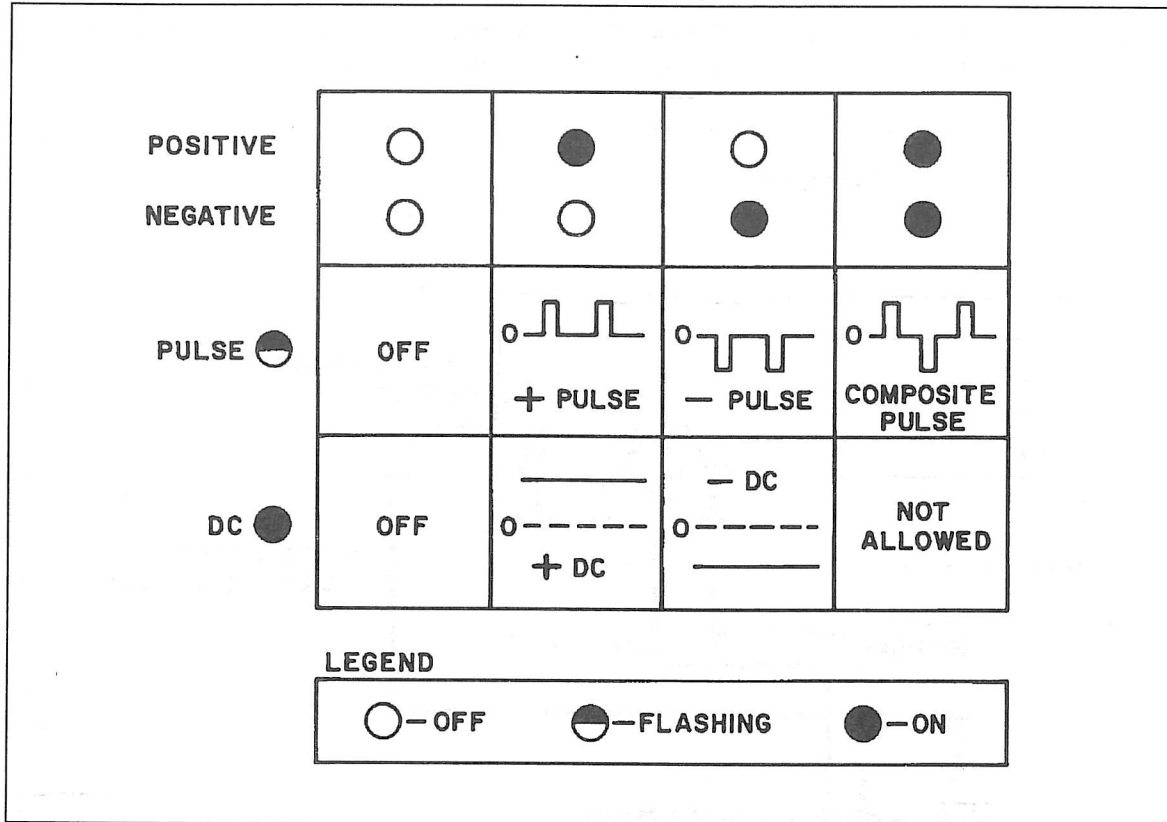 POSITIVE
NEGATIVE
PULSE
OFF
0
+ PULSE
0
− PULSE
0
COMPOSITE
PULSE
DC
OFF
0
+ DC
− DC
0
NOT
ALLOWED
LEGEND
−OFF
−FLASHING
−ON